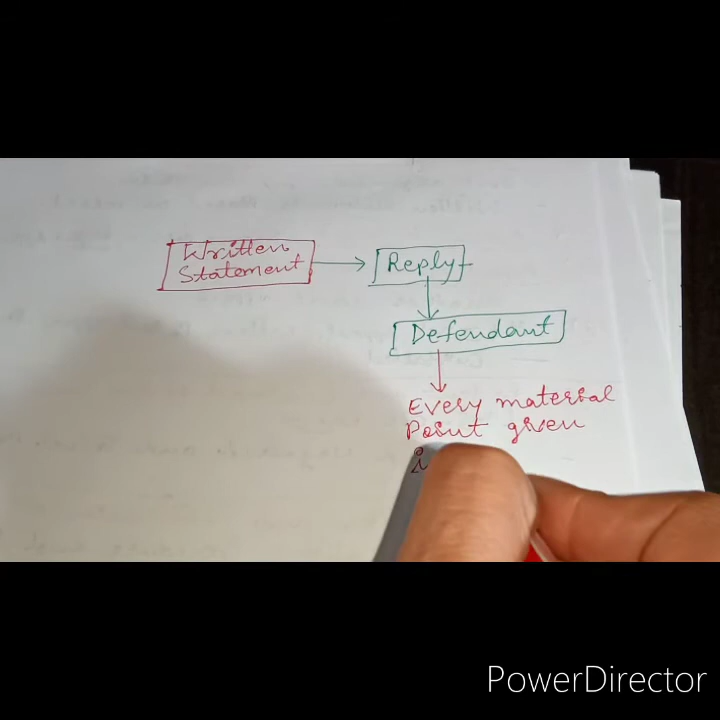 Written
Statement
Reply
Defendant
Every material
Point given
PowerDirector